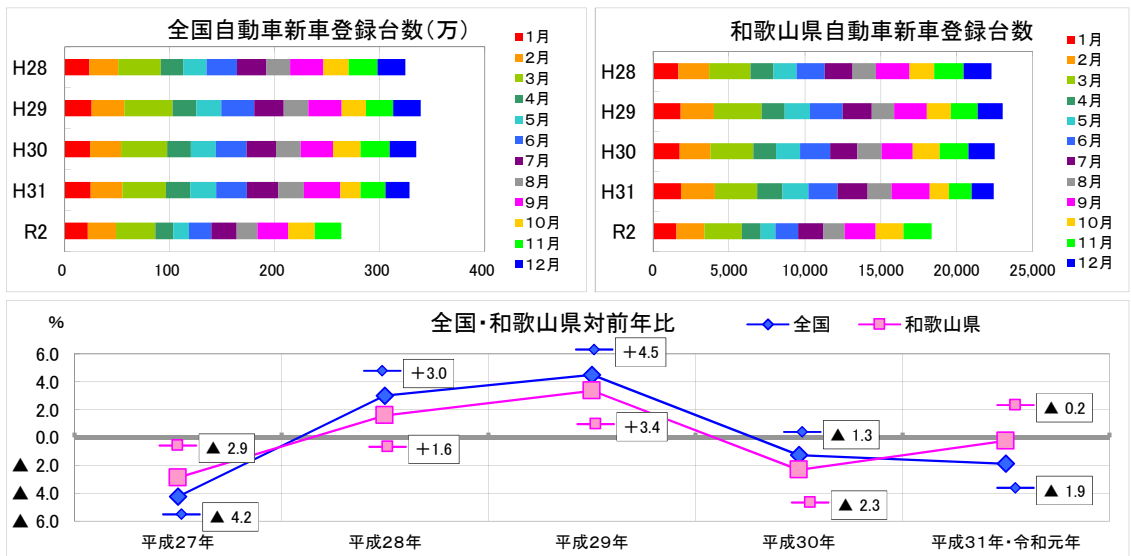 全国自動車新車登録台数(万)
H28
H29
H30
H31
R2
0
100
200
300
400
1月
2月
3月
4月
5月
6月
7月
8月
9月
10月
11月
12月
和歌山県自動車新車登録台数
H28
H29
H30
H31
R2
0
5,000
10,000
15,000
20,000
25,000
1月
2月
3月
4月
5月
6月
7月
8月
9月
10月
11月
12月
全国・和歌山県対前年比
全国
和歌山県
%
6.0
4.0
2.0
0.0
▲ 2.0
▲ 4.0
▲ 6.0
▲ 2.9
▲ 4.2
+3.0
+1.6
+4.5
+3.4
▲ 1.3
▲ 2.3
▲ 0.2
▲ 1.9
平成27年
平成28年
平成29年
平成30年
平成31年・令和元年